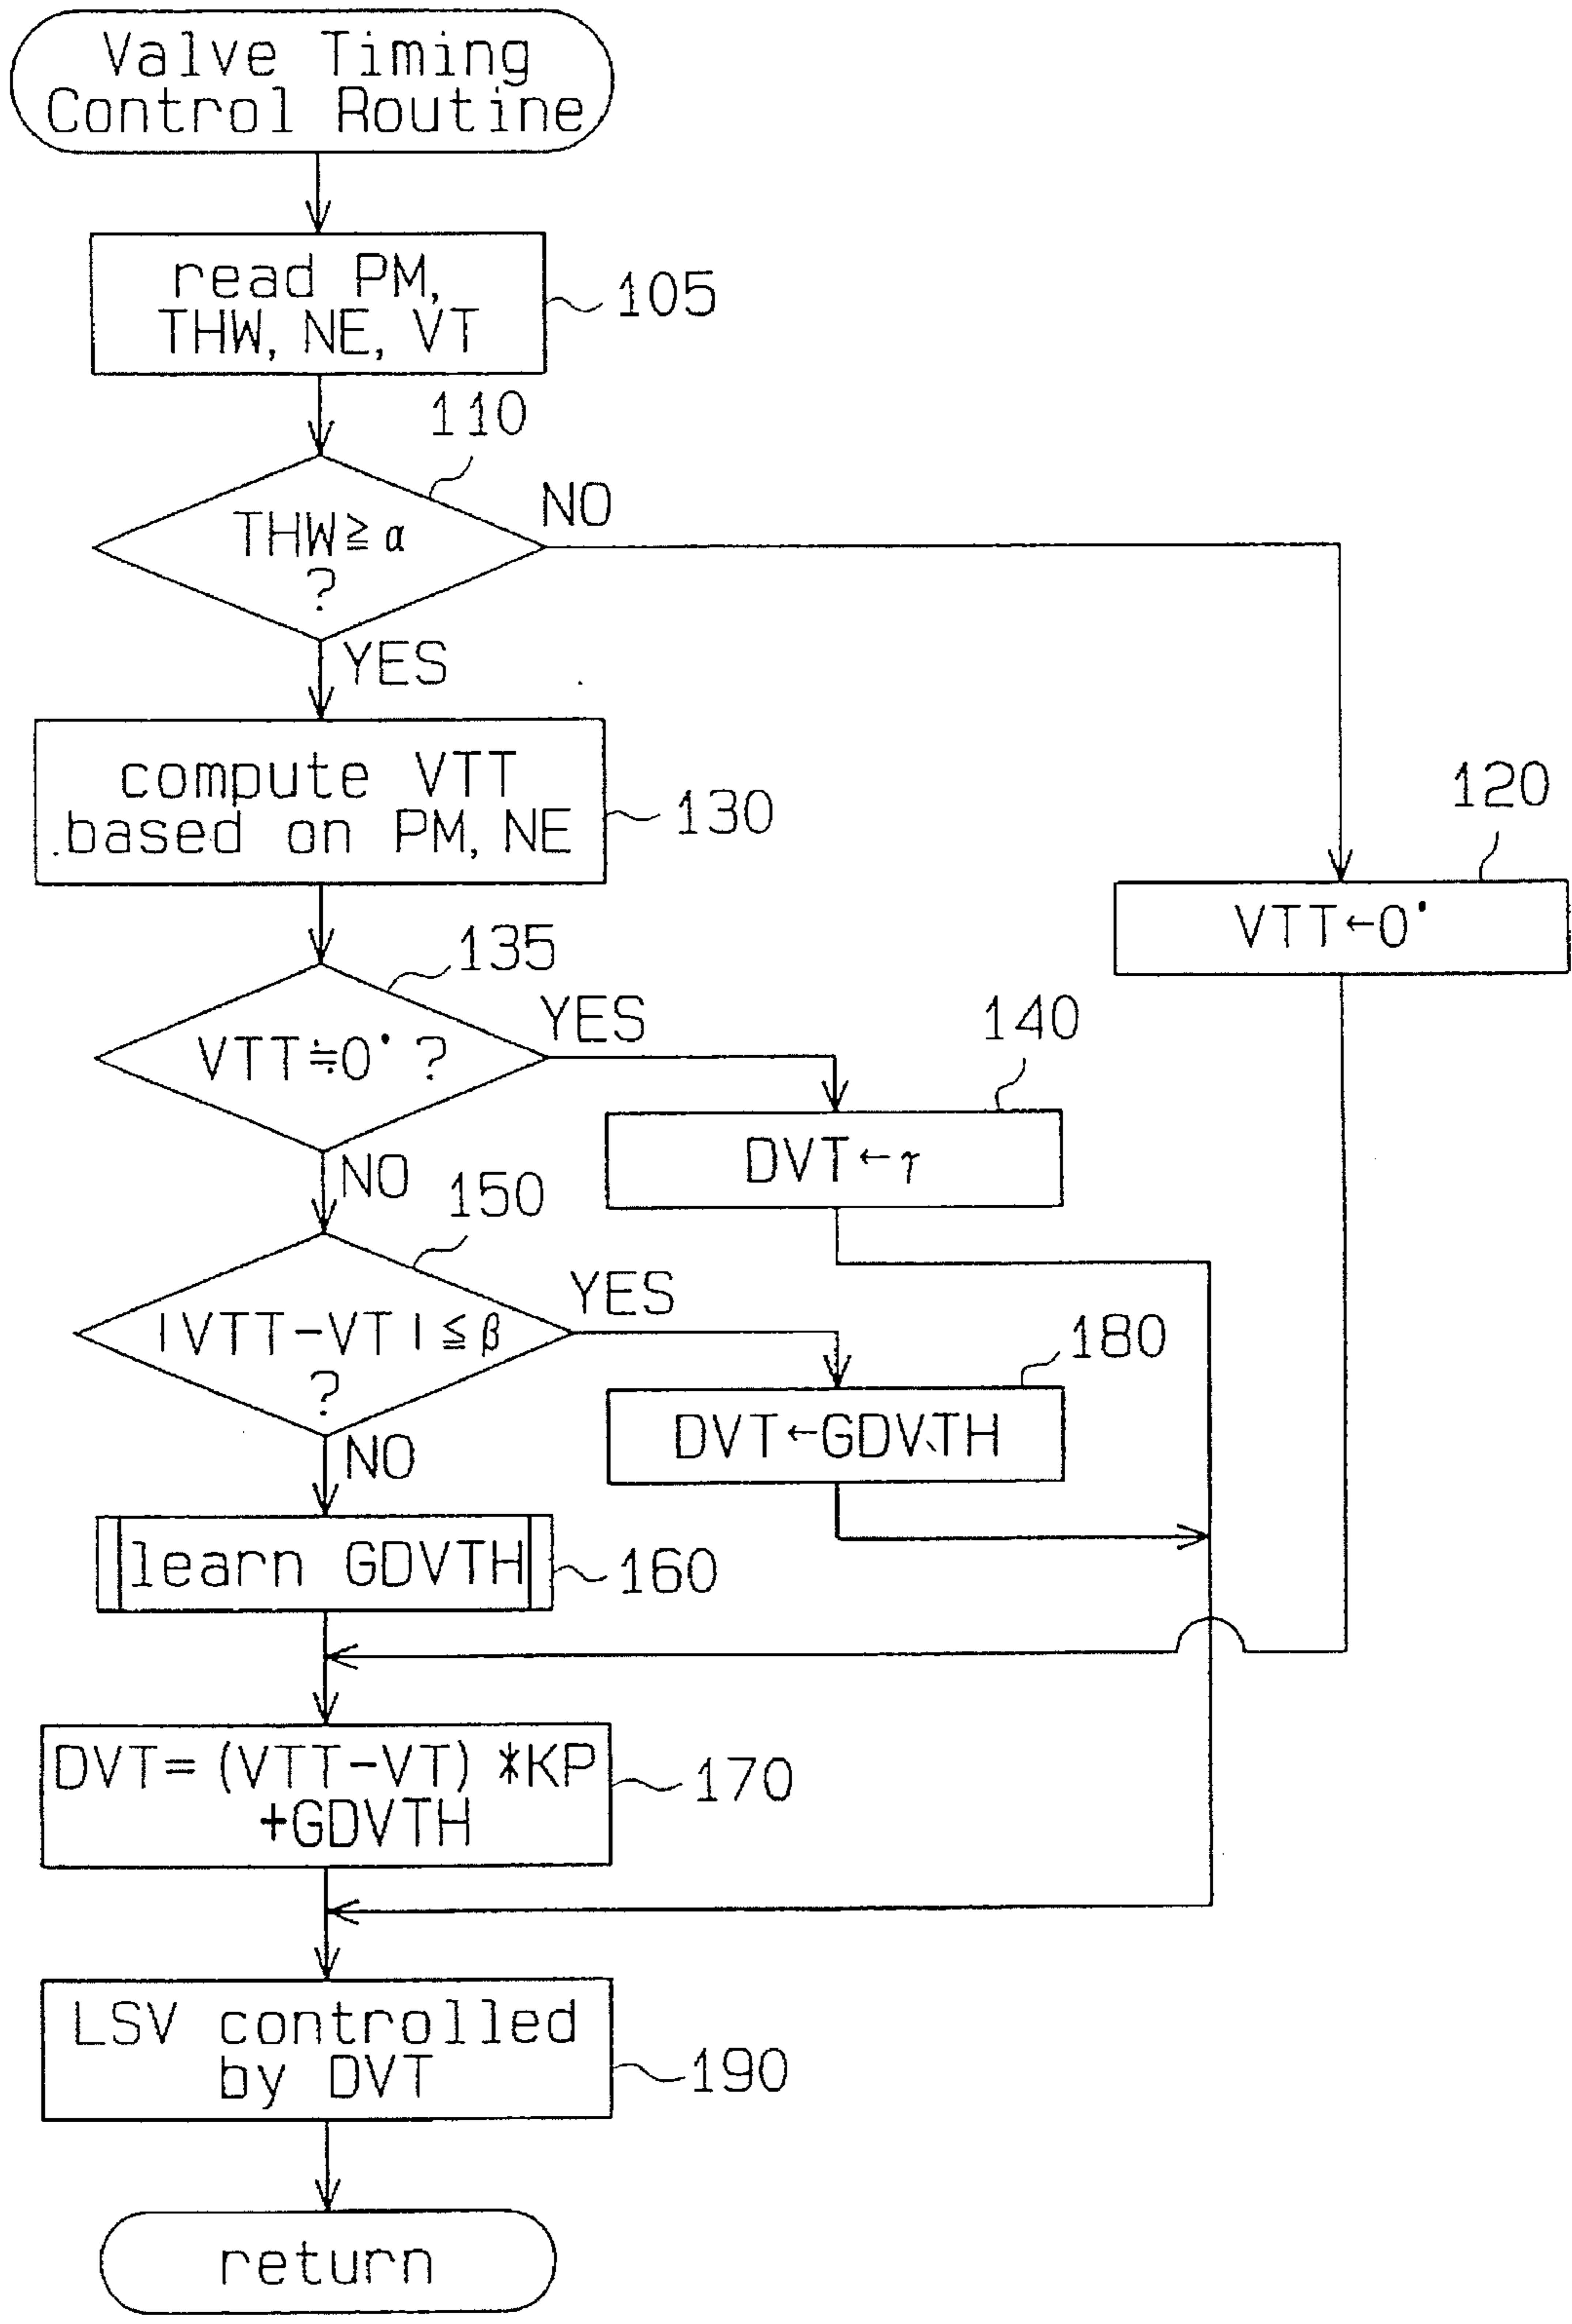 Valve Timing
Control Routine
read PM,
THW, NE, VT
105
110
THW≧α
?
NO
YES
compute VTT
based on PM, NE
130
120
VTT←0°
135
VTT≒0° ?
YES
NO
140
DVT←γ
150
|VTT-VT|≦β
?
YES
NO
180
DVT←GDVTH
learn GDVTH
160
DVT=(VTT-VT) *KP
+GDVTH
170
LSV controlled
by DVT
190
return